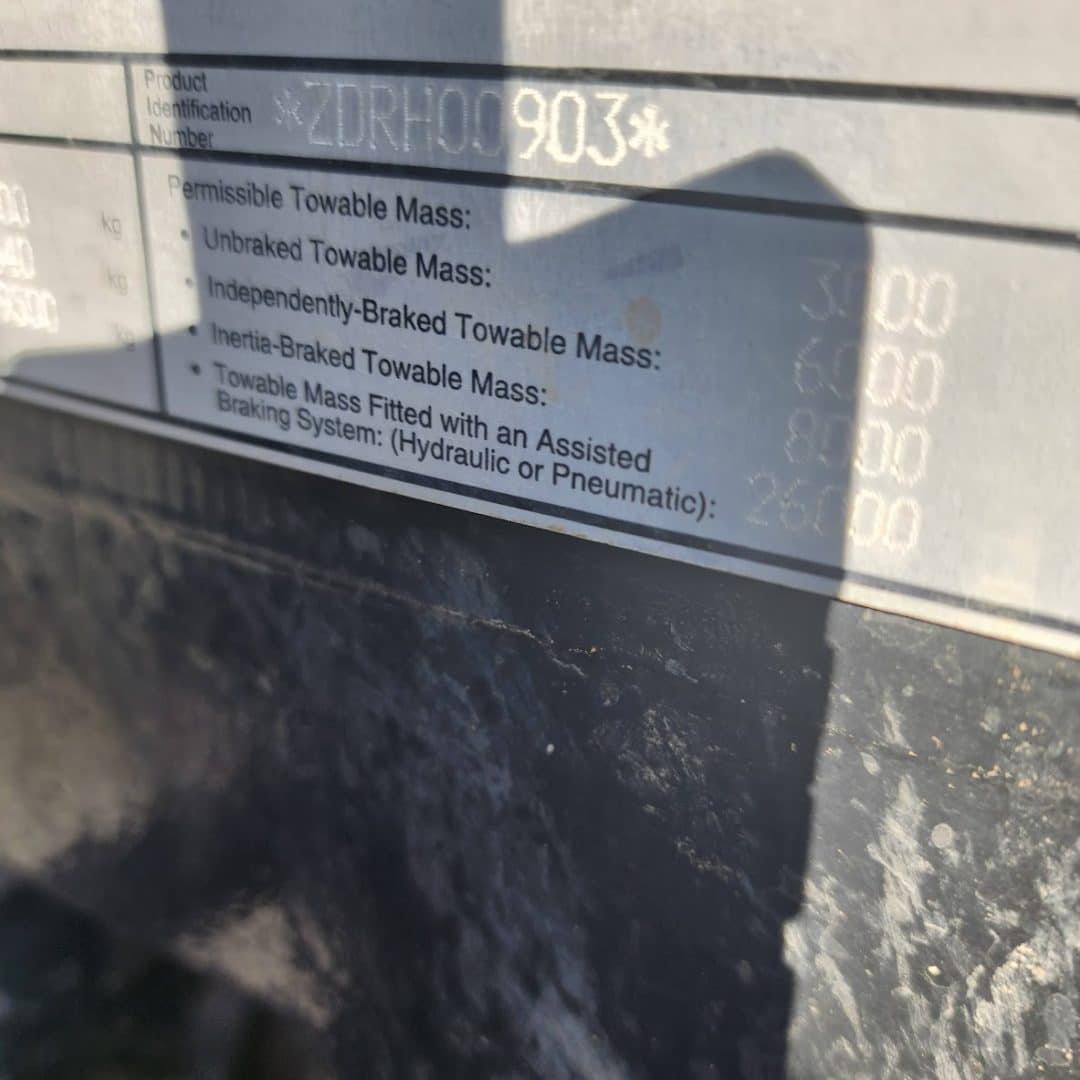 Product
Identification
Number
*ZDRH00903*
Permissible Towable Mass:
• Unbraked Towable Mass: 3000
• Independently-Braked Towable Mass: 6000
• Inertia-Braked Towable Mass: 8000
• Towable Mass Fitted with an Assisted
Braking System: (Hydraulic or Pneumatic): 26000
kg
kg
kg